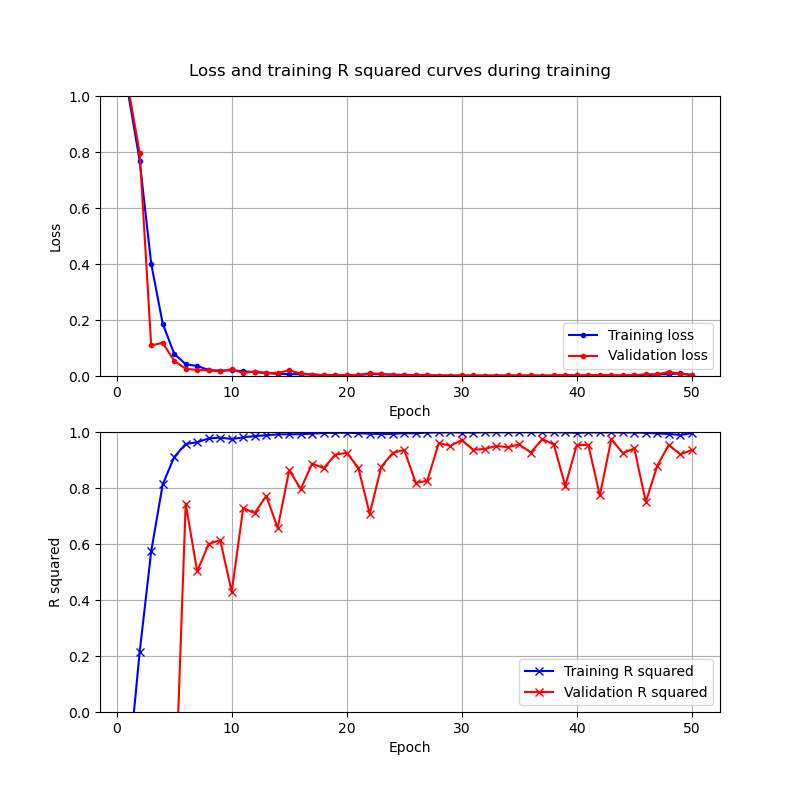 Loss and training R squared curves during training
1.0
0.8
0.6
0.4
0.2
0.0
Loss
Training loss
Validation loss
0 10 20 30 40 50
Epoch
1.0
0.8
0.6
0.4
0.2
0.0
R squared
Training R squared
Validation R squared
0 10 20 30 40 50
Epoch